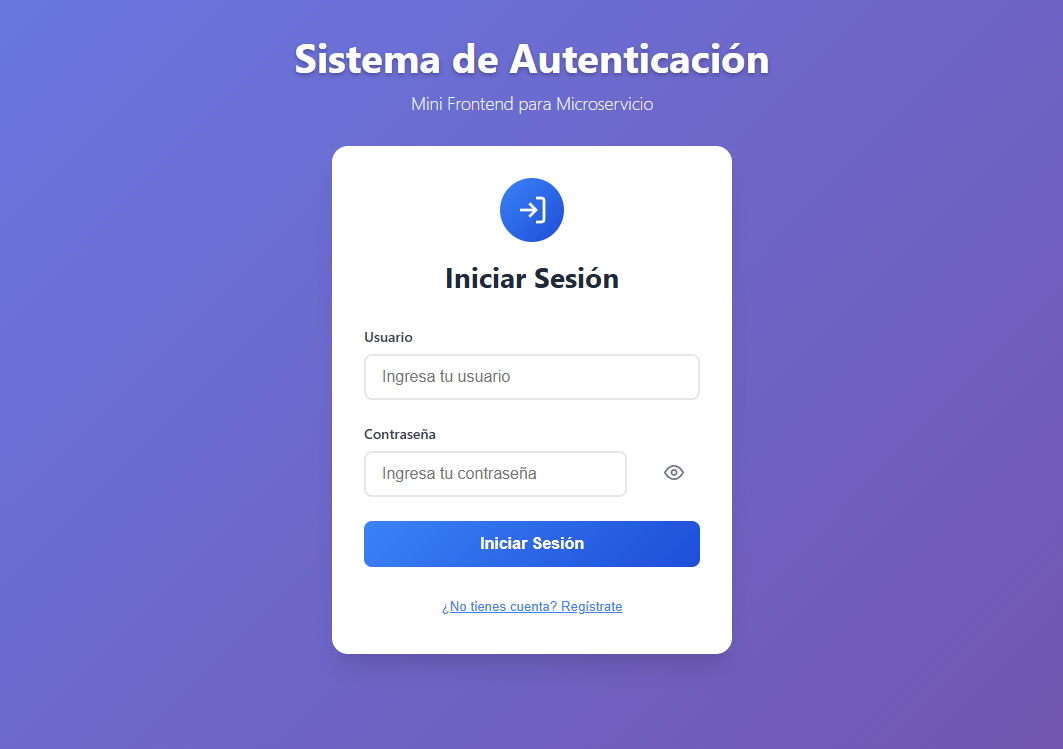 Sistema de Autenticación
Mini Frontend para Microservicio
Iniciar Sesión
Usuario
Ingresa tu usuario
Contraseña
Ingresa tu contraseña
Iniciar Sesión
¿No tienes cuenta? Regístrate